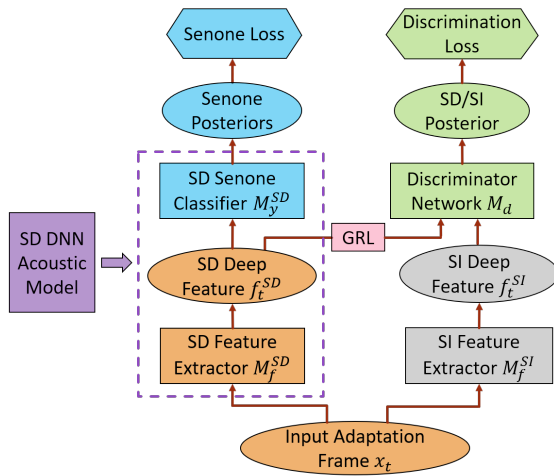 Senone Loss
Discrimination
Loss
Senone
Posteriors
SD/SI
Posterior
SD Senone
Classifier $M_y^{SD}$
Discriminator
Network $M_d$
GRL
SD DNN
Acoustic
Model
SD Deep
Feature $f_t^{SD}$
SI Deep
Feature $f_t^{SI}$
SD Feature
Extractor $M_f^{SD}$
SI Feature
Extractor $M_f^{SI}$
Input Adaptation
Frame $x_t$